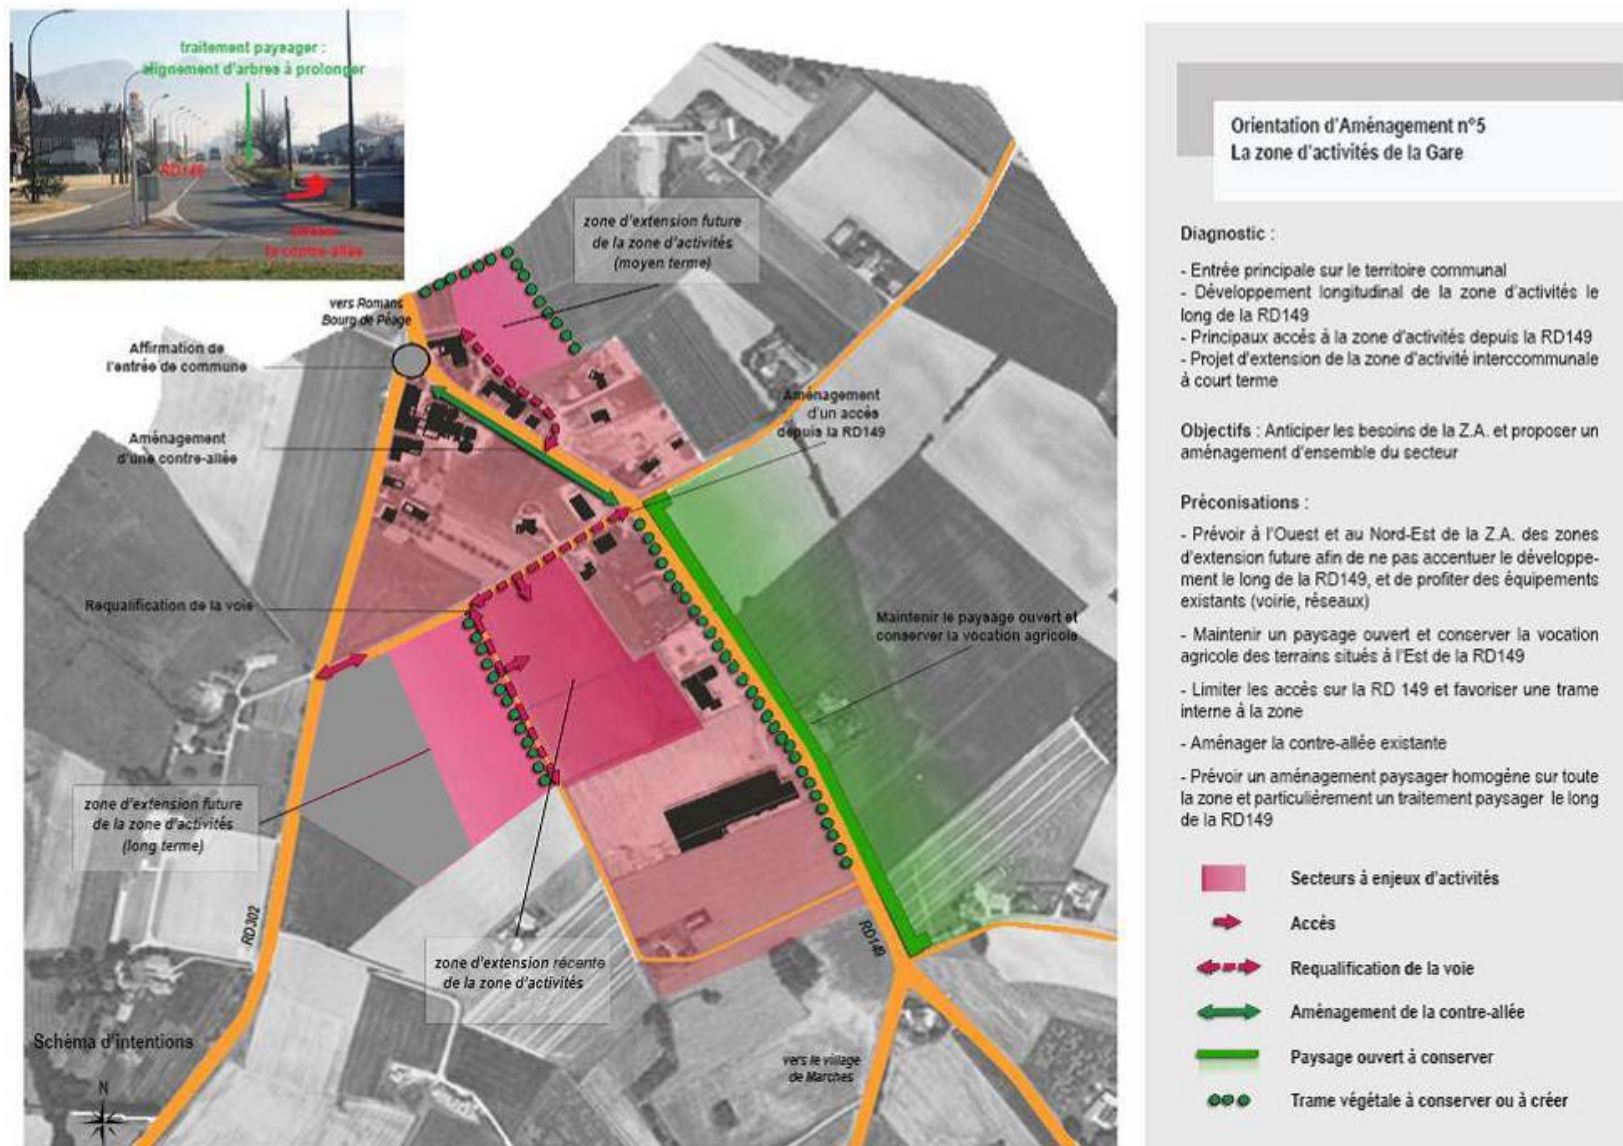 traitement paysager :
alignement d'arbres à prolonger
RD149
la contre-allée
vers Romans
Bourg de Péage
Affirmation de
l'entrée de commune
Aménagement
d'une contre-allée
zone d'extension future
de la zone d'activités
(moyen terme)
Aménagement
d'un accès
depuis la RD149
Requalification de la voie
Maintenir le paysage ouvert et
conserver la vocation agricole
zone d'extension future
de la zone d'activités
(long terme)
RD302
zone d'extension récente
de la zone d'activités
RD149
Schéma d'intentions
N
vers le village
de Marches
Orientation d'Aménagement n°5
La zone d'activités de la Gare
Diagnostic :
- Entrée principale sur le territoire communal
- Développement longitudinal de la zone d'activités le
long de la RD149
- Principaux accés à la zone d'activités depuis la RD149
- Projet d'extension de la zone d'activité interccommunale
à court terme
Objectifs : Anticiper les besoins de la Z.A. et proposer un
aménagement d'ensemble du secteur
Préconisations :
- Prévoir à l'Ouest et au Nord-Est de la Z.A. des zones
d'extension future afin de ne pas accentuer le développe-
ment le long de la RD149, et de profiter des équipements
existants (voirie, réseaux)
- Maintenir un paysage ouvert et conserver la vocation
agricole des terrains situés à l'Est de la RD149
- Limiter les accès sur la RD 149 et favoriser une trame
interne à la zone
- Aménager la contre-allée existante
- Prévoir un aménagement paysager homogène sur toute
la zone et particulièrement un traitement paysager le long
de la RD149
Secteurs à enjeux d'activités
Accès
Requalification de la voie
Aménagement de la contre-allée
Paysage ouvert à conserver
Trame végétale à conserver ou à créer